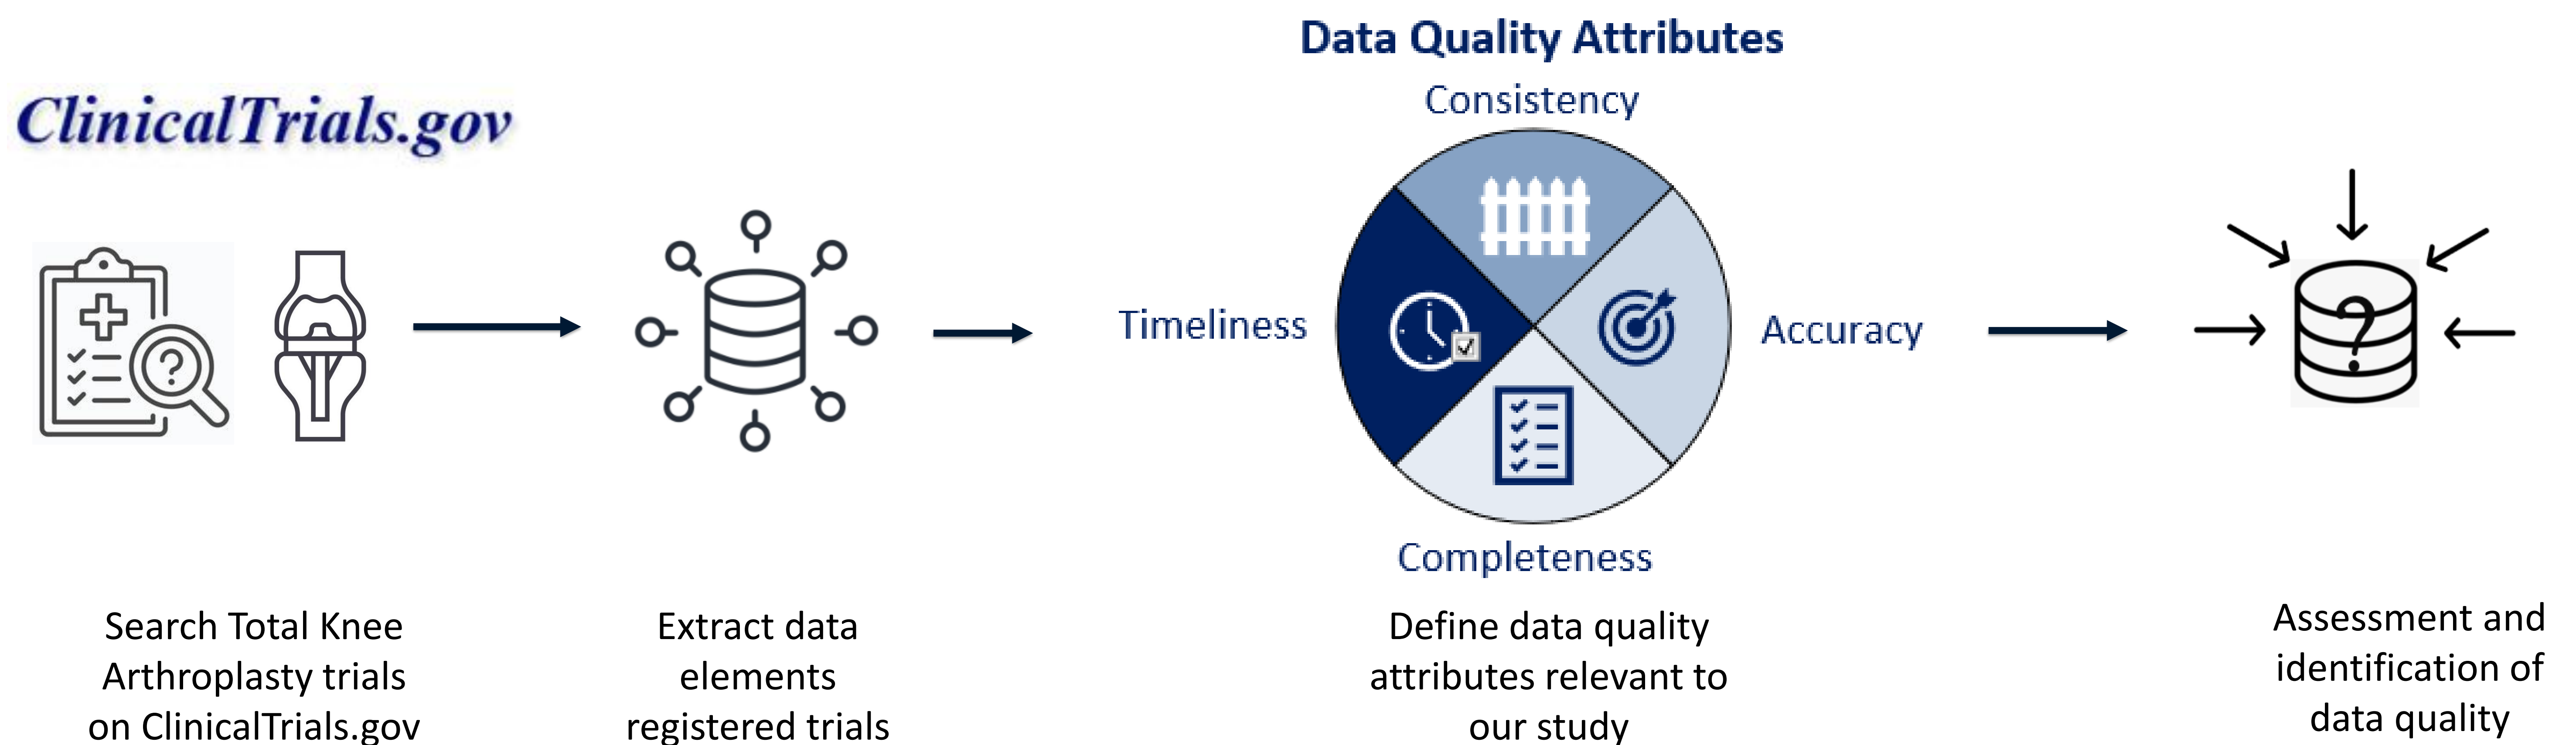 Data Quality Attributes
ClinicalTrials.gov
Consistency
Timeliness
Accuracy
Completeness
Search Total Knee
Arthroplasty trials
on ClinicalTrials.gov
Extract data
elements
registered trials
Define data quality
attributes relevant to
our study
Assessment and
identification of
data quality
?
?